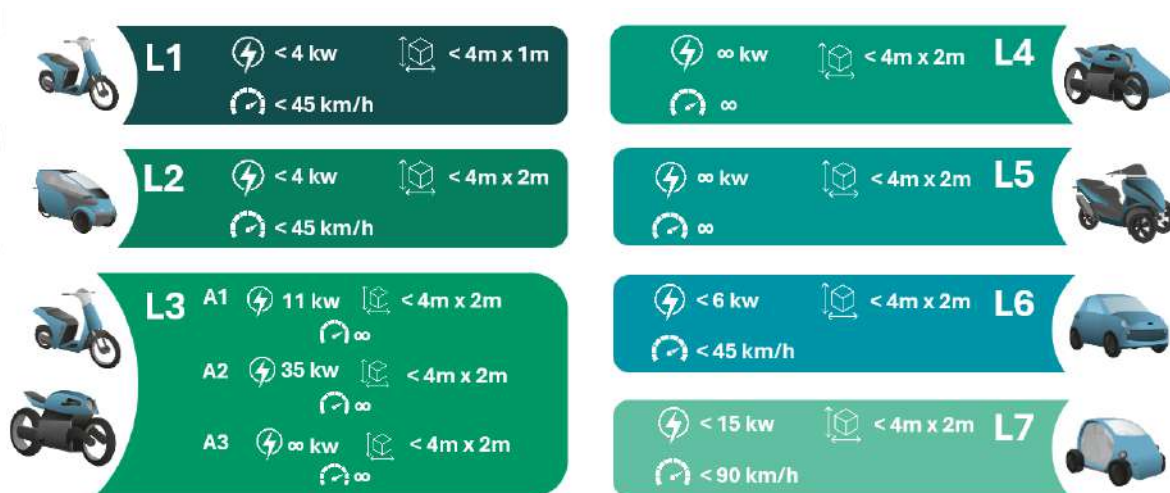 L1 < 4 kw < 4m x 1m
< 45 km/h
L2 < 4 kw < 4m x 2m
< 45 km/h
L3 A1 11 kw < 4m x 2m
∞
A2 35 kw < 4m x 2m
∞
A3 ∞ kw < 4m x 2m
∞
∞ kw < 4m x 2m L4
∞
∞ kw < 4m x 2m L5
∞
< 6 kw < 4m x 2m L6
< 45 km/h
< 15 kw < 4m x 2m L7
< 90 km/h